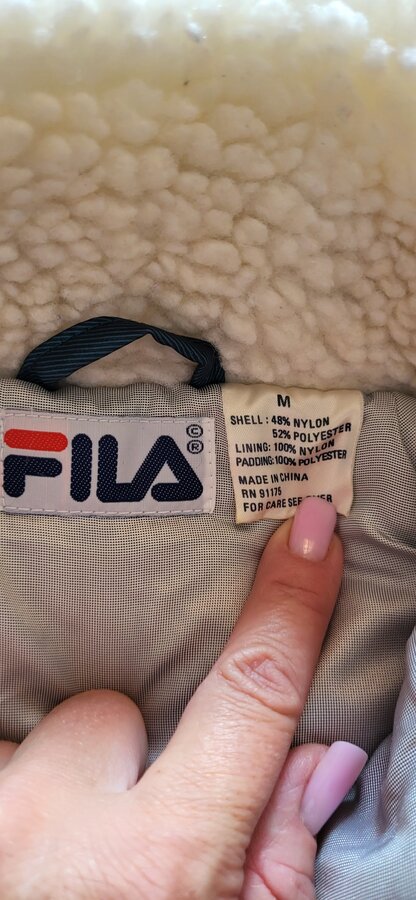 FILA
©
®
M
SHELL: 48% NYLON
52% POLYESTER
LINING: 100% NYLON
PADDING: 100% POLYESTER
MADE IN CHINA
RN 91175
FOR CARE SEE